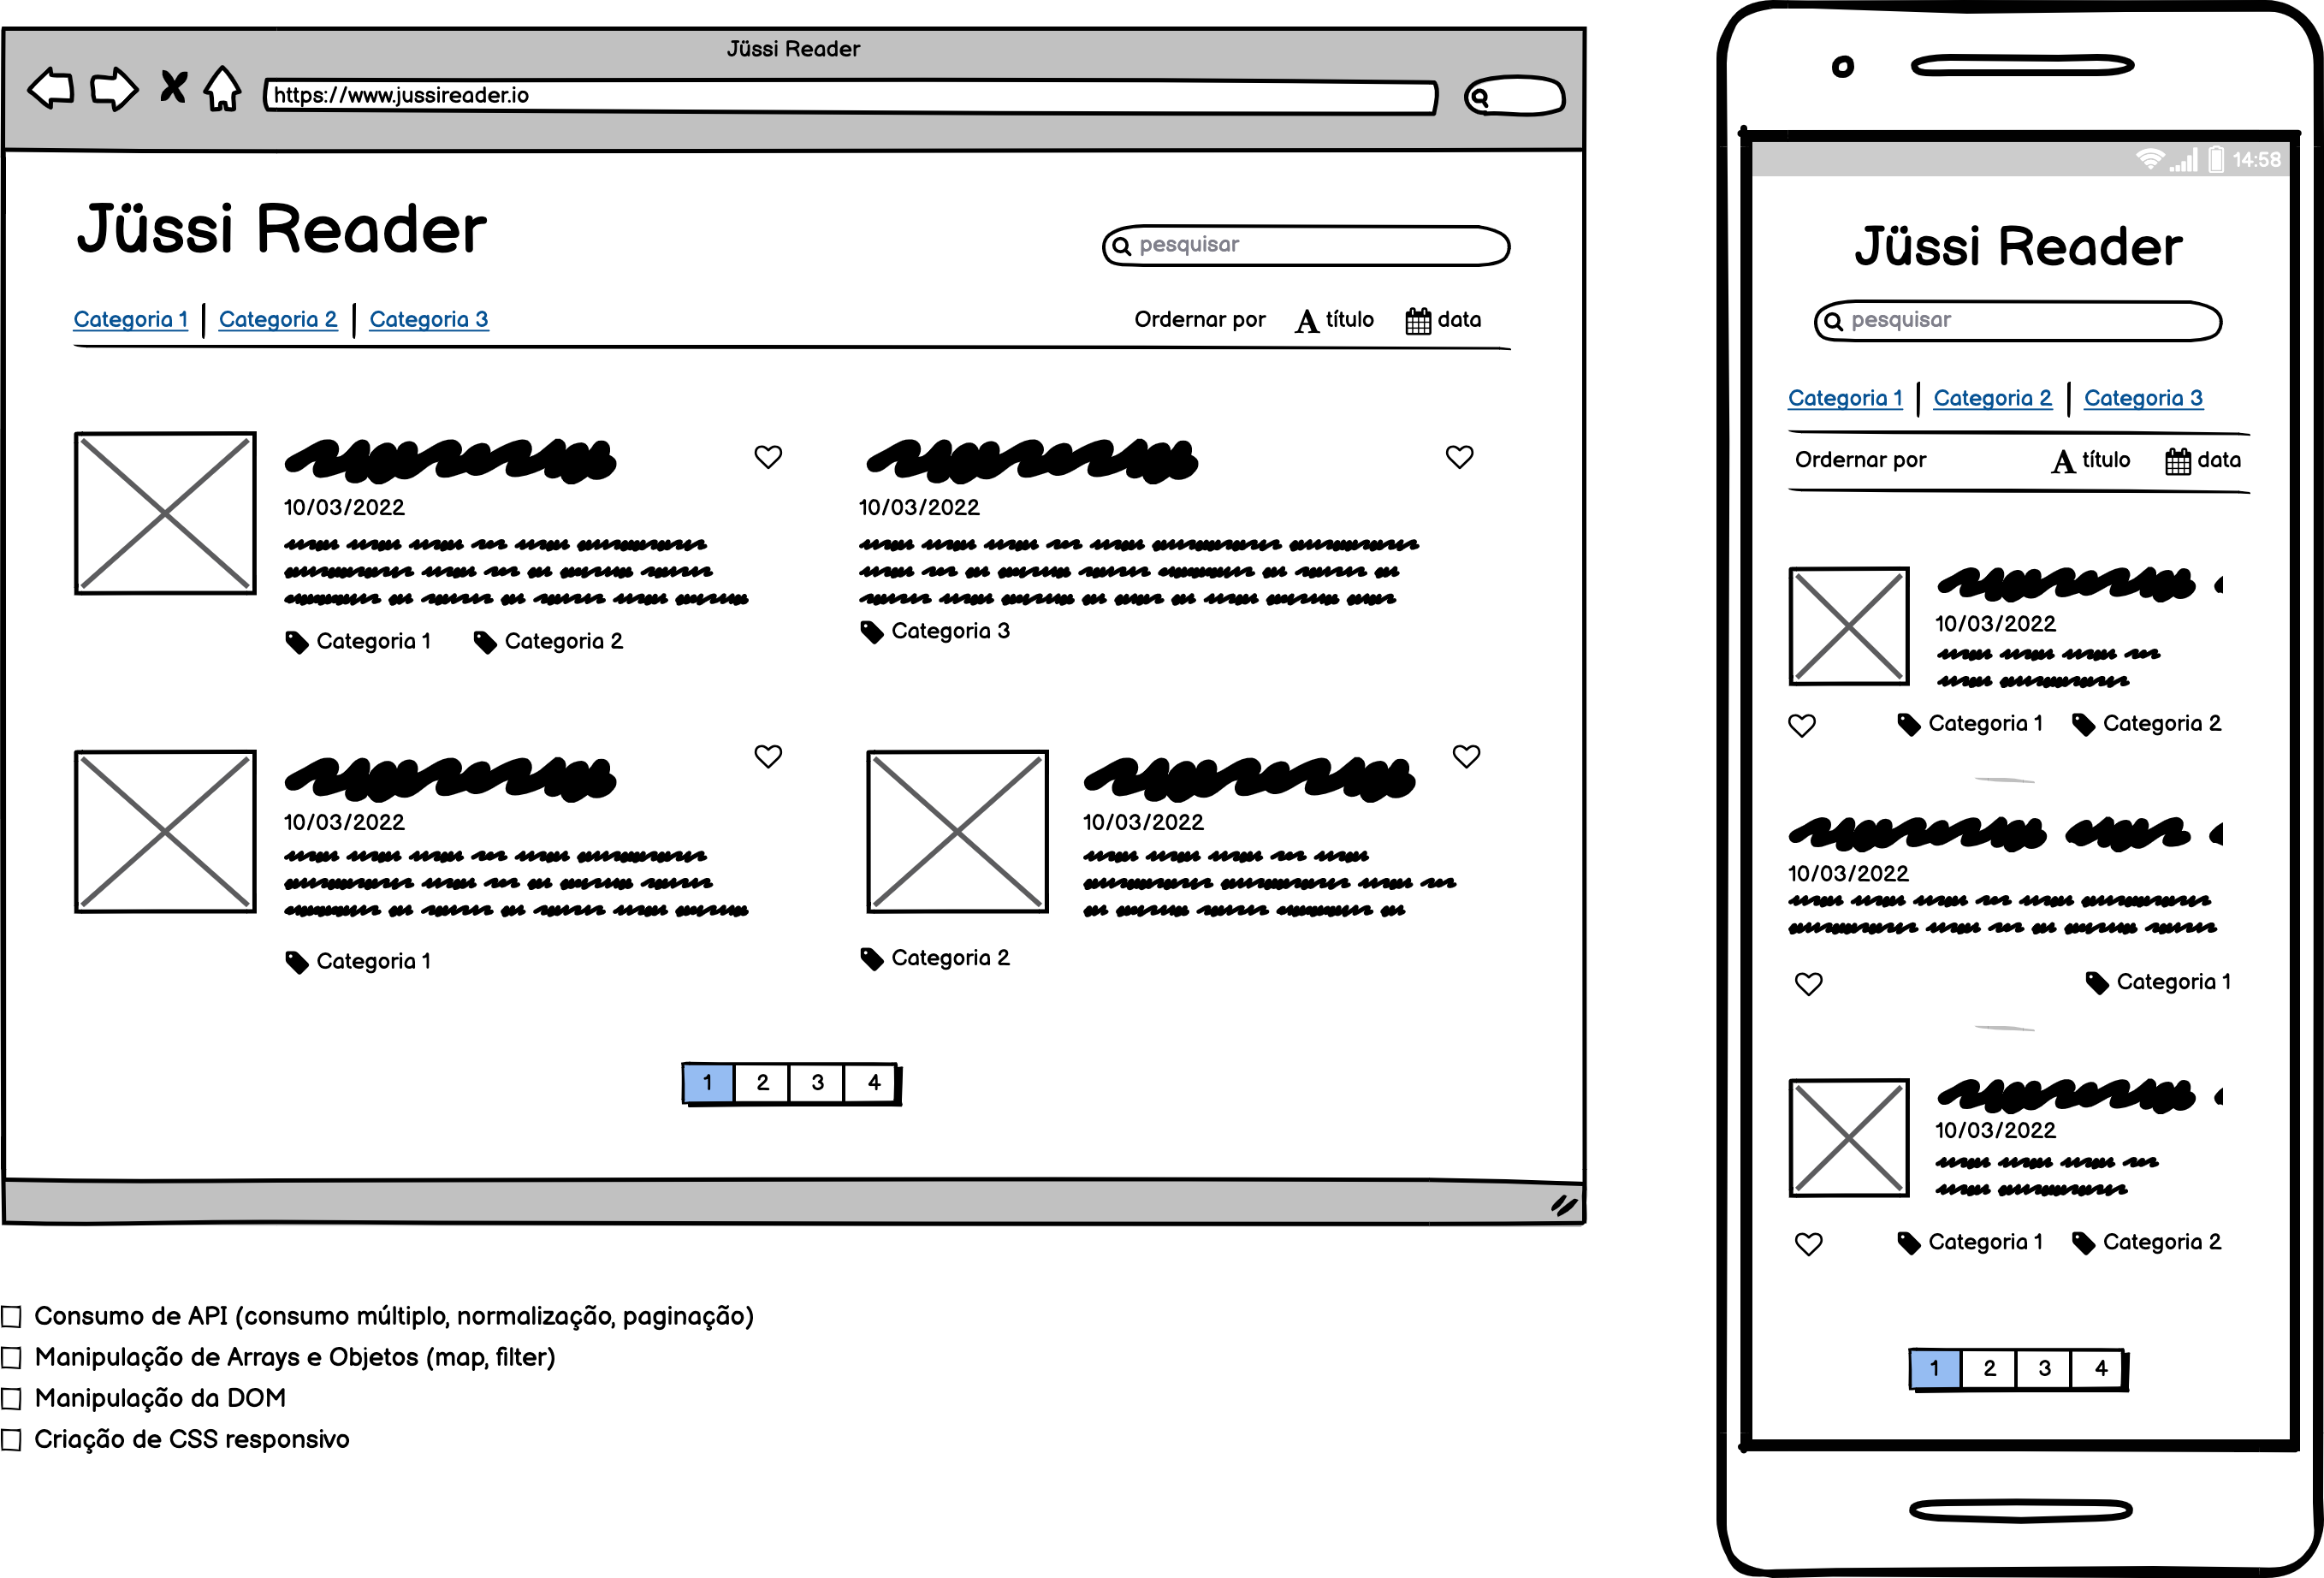 Jüssi Reader
https://www.jussireader.io
Jüssi Reader
pesquisar
Categoria 1 | Categoria 2 | Categoria 3
Ordernar por A título data
10/03/2022
Categoria 1 Categoria 2
10/03/2022
Categoria 3
10/03/2022
Categoria 1
10/03/2022
Categoria 2
1 2 3 4
Consumo de API (consumo múltiplo, normalização, paginação)
Manipulação de Arrays e Objetos (map, filter)
Manipulação da DOM
Criação de CSS responsivo
14:58
Jüssi Reader
pesquisar
Categoria 1 | Categoria 2 | Categoria 3
Ordernar por A título data
10/03/2022
Categoria 1 Categoria 2
10/03/2022
Categoria 1
10/03/2022
Categoria 1 Categoria 2
1 2 3 4